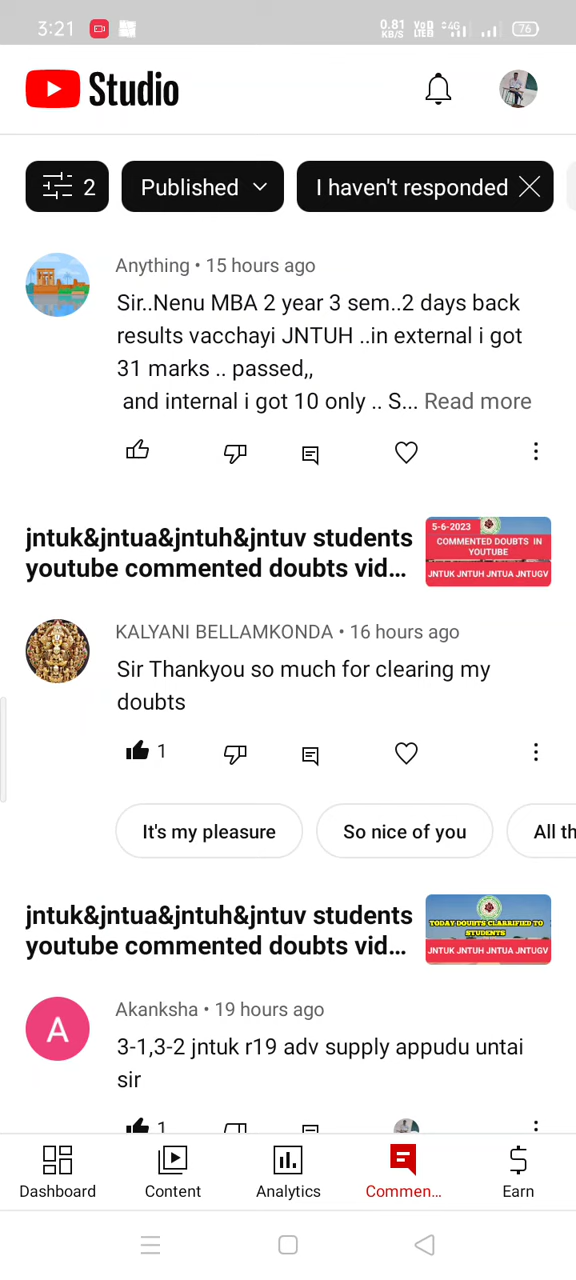 3:21
0.81 KB/S VoD LTEB 4G 76
Studio
2 Published I haven't responded
Anything • 15 hours ago
Sir..Nenu MBA 2 year 3 sem..2 days back
results vacchayi JNTUH ..in external i got
31 marks .. passed,,
and internal i got 10 only .. S... Read more
jntuk&jntua&jntuh&jntuv students
youtube commented doubts vid...
5-6-2023
COMMENTED DOUBTS IN
YOUTUBE
JNTUK JNTUH JNTUA JNTUGV
KALYANI BELLAMKONDA • 16 hours ago
Sir Thankyou so much for clearing my
doubts
1
It's my pleasure So nice of you All th
jntuk&jntua&jntuh&jntuv students
youtube commented doubts vid...
TODAY DOUBTS CLARRIFIED TO
STUDENTS
JNTUK JNTUH JNTUA JNTUGV
A
Akanksha • 19 hours ago
3-1,3-2 jntuk r19 adv supply appudu untai
sir
1
Dashboard Content Analytics Commen... Earn